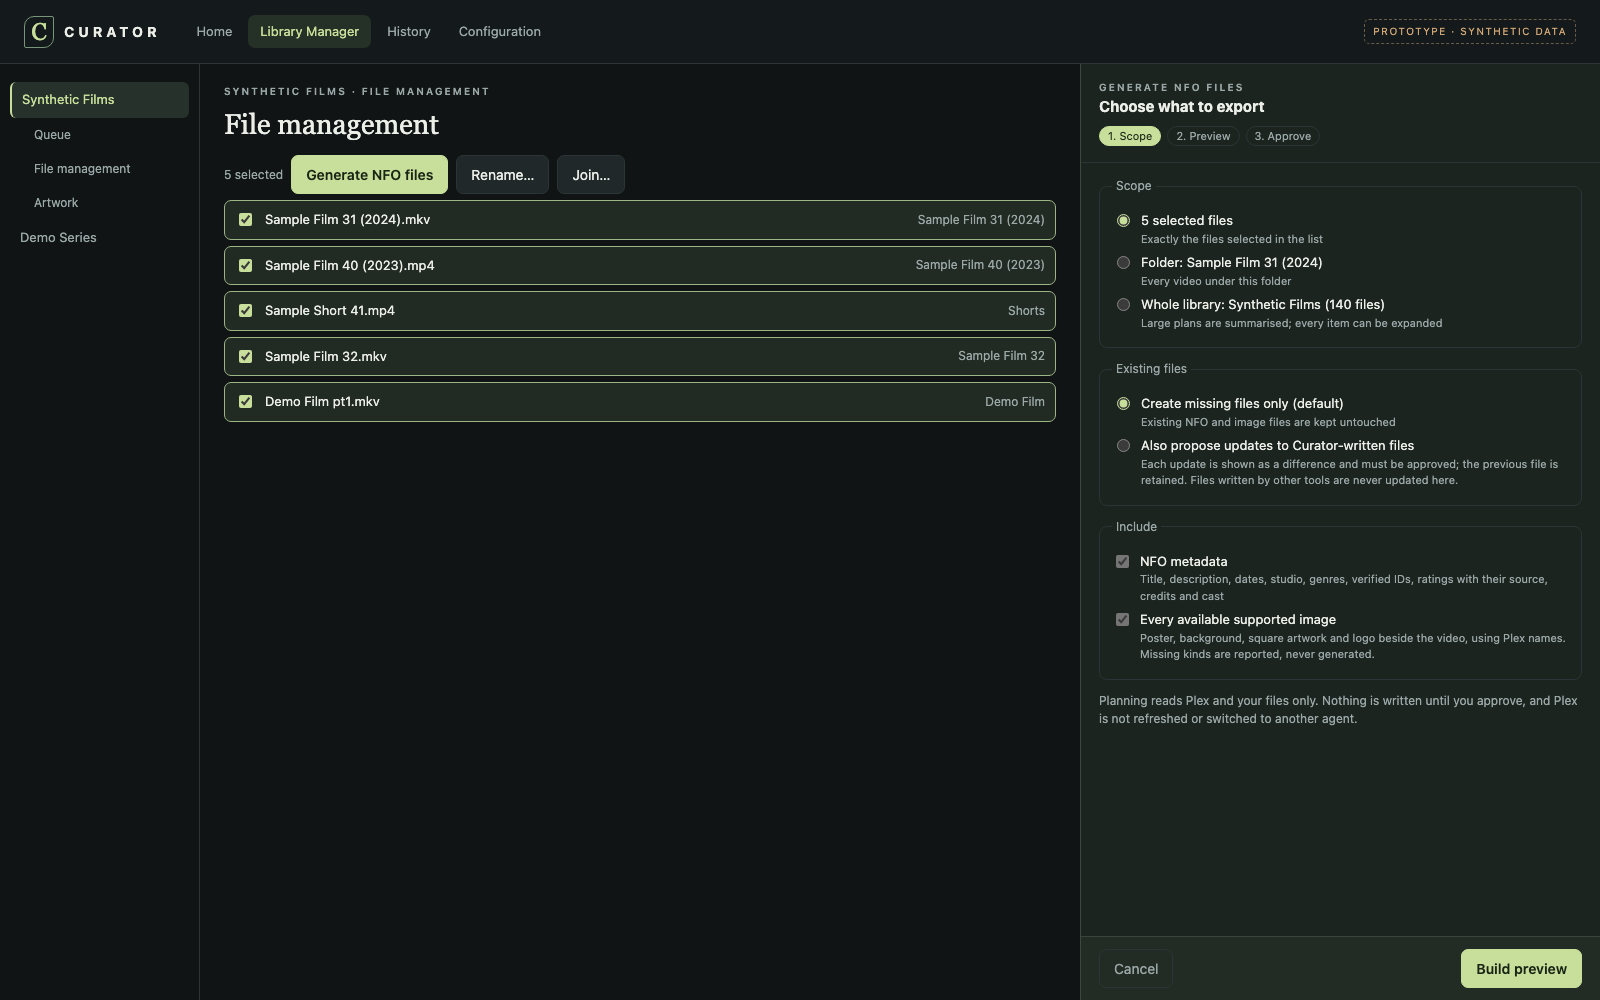 C CURATOR
Home
Library Manager
History
Configuration
PROTOTYPE · SYNTHETIC DATA
Synthetic Films
Queue
File management
Artwork
Demo Series
SYNTHETIC FILMS · FILE MANAGEMENT
File management
5 selected
Generate NFO files
Rename...
Join...
Sample Film 31 (2024).mkv
Sample Film 31 (2024)
Sample Film 40 (2023).mp4
Sample Film 40 (2023)
Sample Short 41.mp4
Shorts
Sample Film 32.mkv
Sample Film 32
Demo Film pt1.mkv
Demo Film
GENERATE NFO FILES
Choose what to export
1. Scope
2. Preview
3. Approve
Scope
5 selected files
Exactly the files selected in the list
Folder: Sample Film 31 (2024)
Every video under this folder
Whole library: Synthetic Films (140 files)
Large plans are summarised; every item can be expanded
Existing files
Create missing files only (default)
Existing NFO and image files are kept untouched
Also propose updates to Curator-written files
Each update is shown as a difference and must be approved; the previous file is
retained. Files written by other tools are never updated here.
Include
NFO metadata
Title, description, dates, studio, genres, verified IDs, ratings with their source,
credits and cast
Every available supported image
Poster, background, square artwork and logo beside the video, using Plex names.
Missing kinds are reported, never generated.
Planning reads Plex and your files only. Nothing is written until you approve, and Plex
is not refreshed or switched to another agent.
Cancel
Build preview